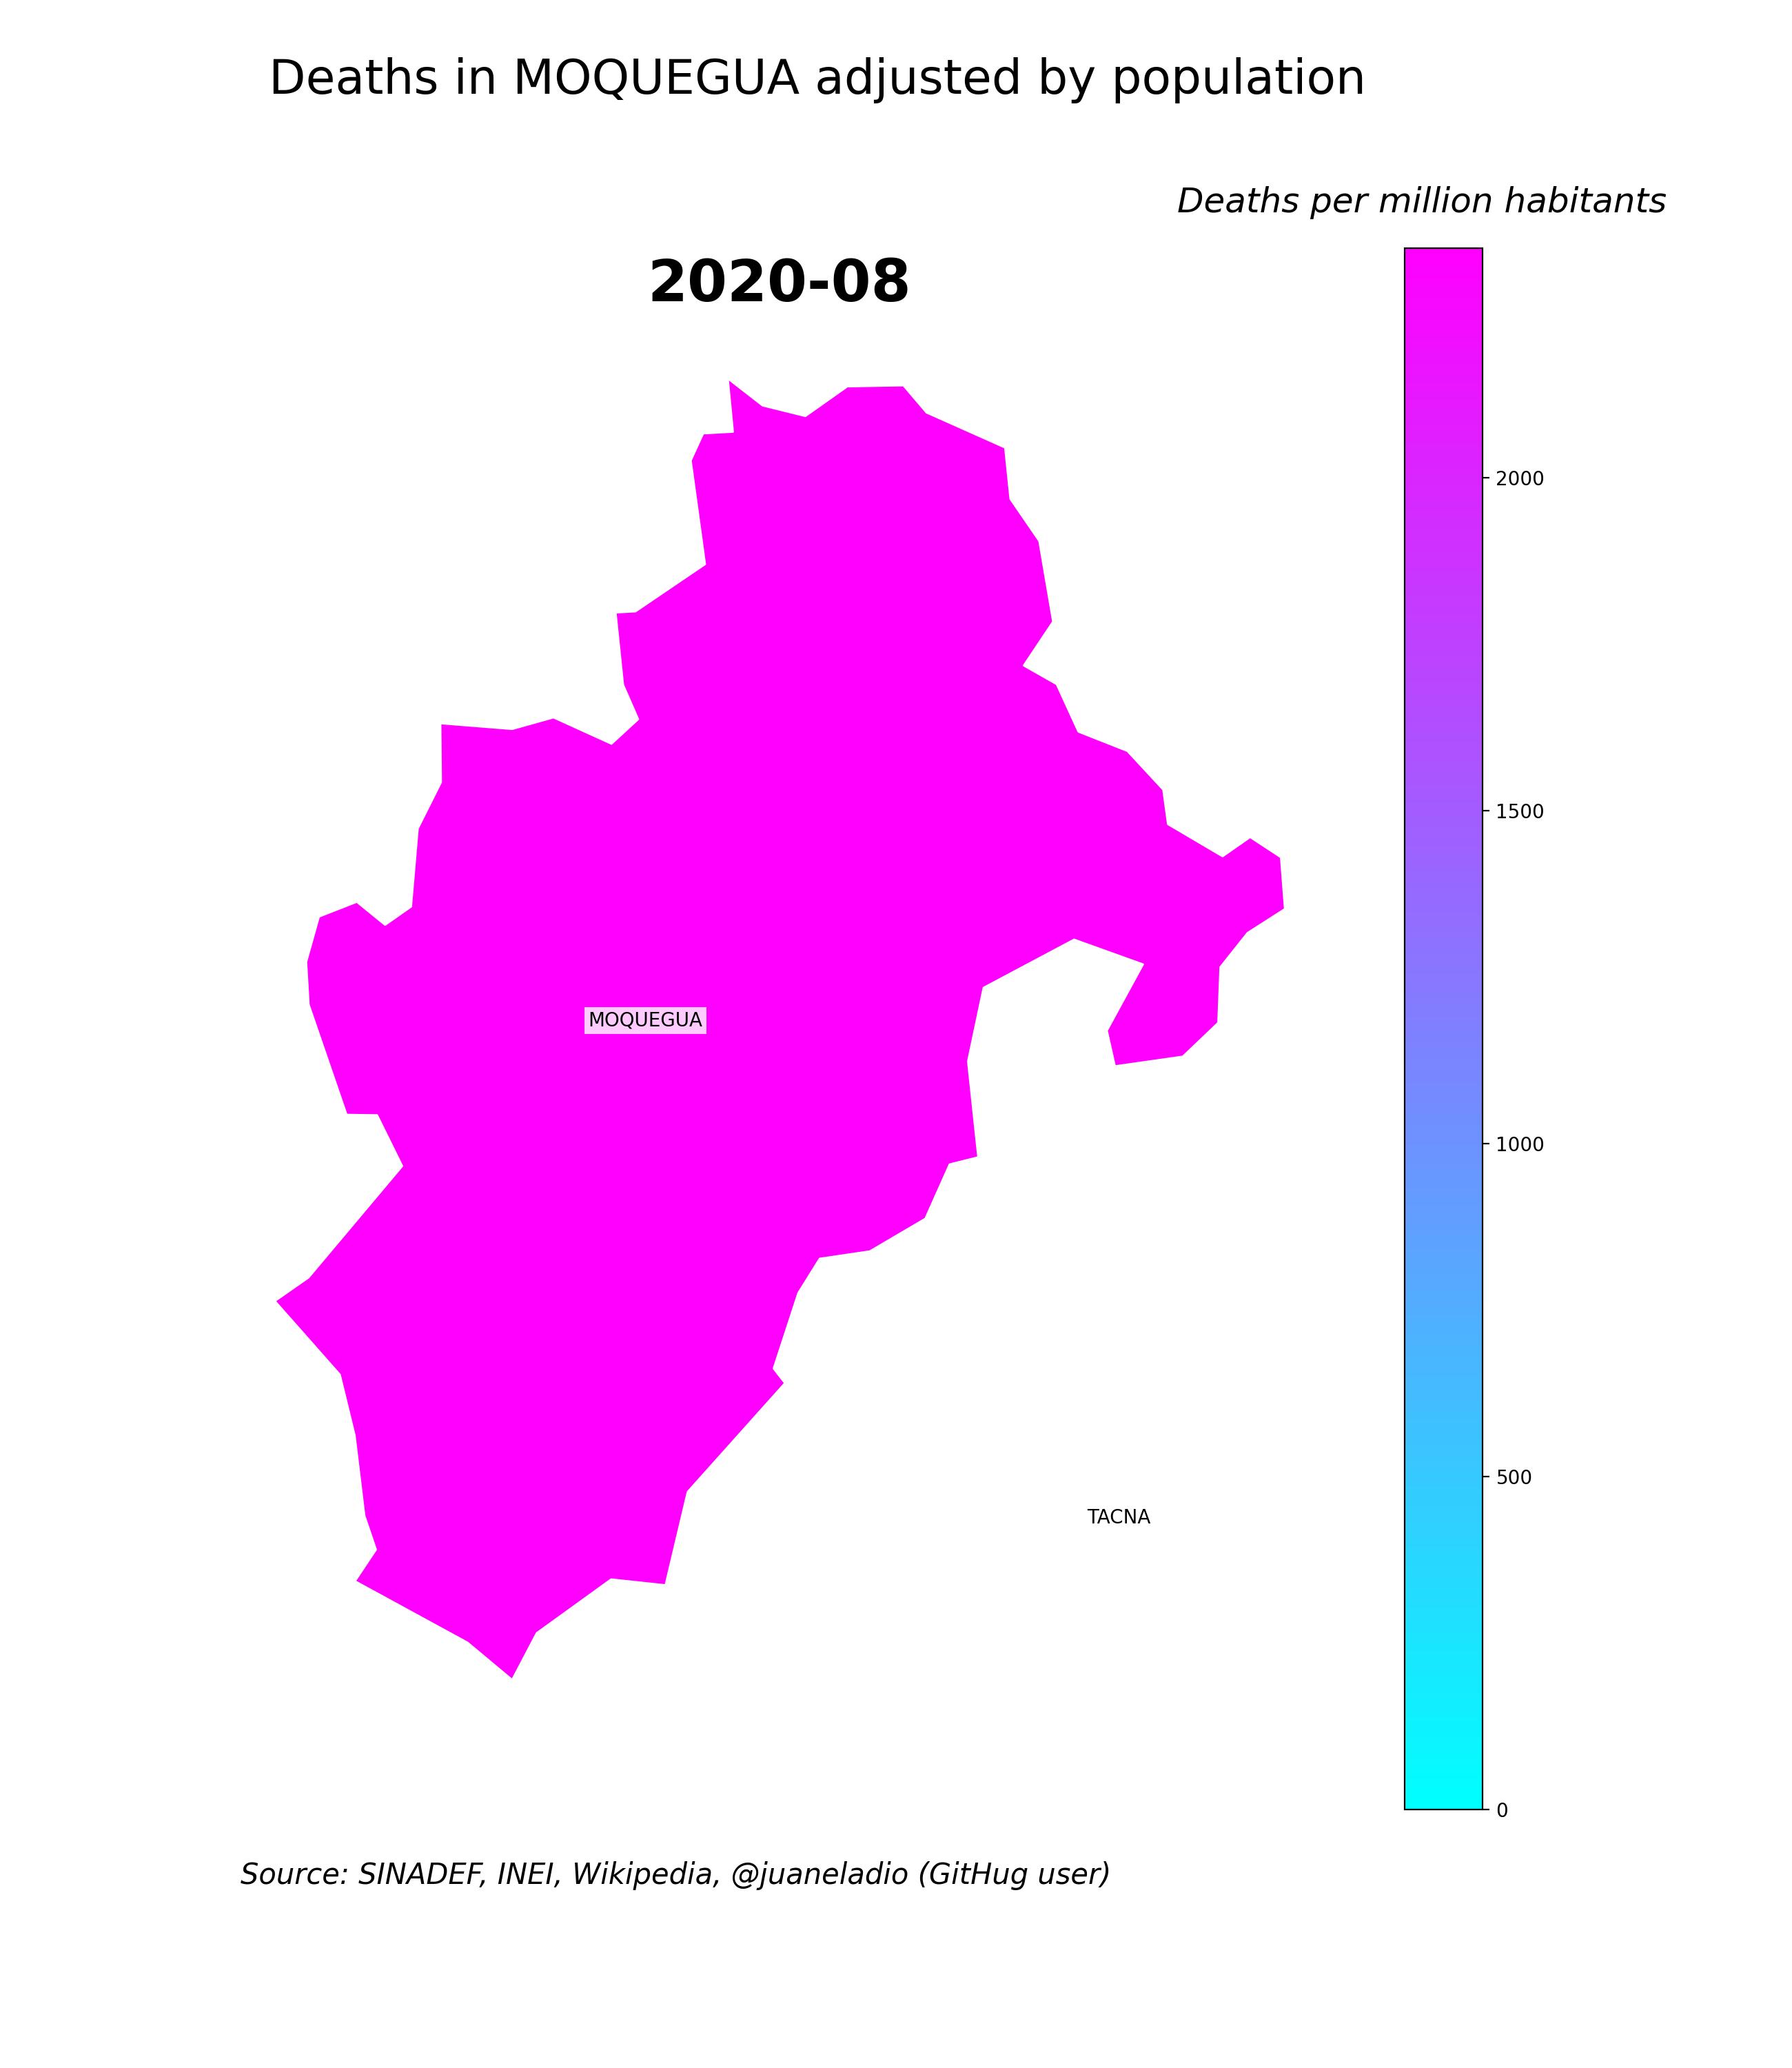 Deaths in MOQUEGUA adjusted by population
Deaths per million habitants
2020-08
2000
1500
MOQUEGUA
1000
500
TACNA
0
Source: SINADEF, INEI, Wikipedia, @juaneladio (GitHug user)